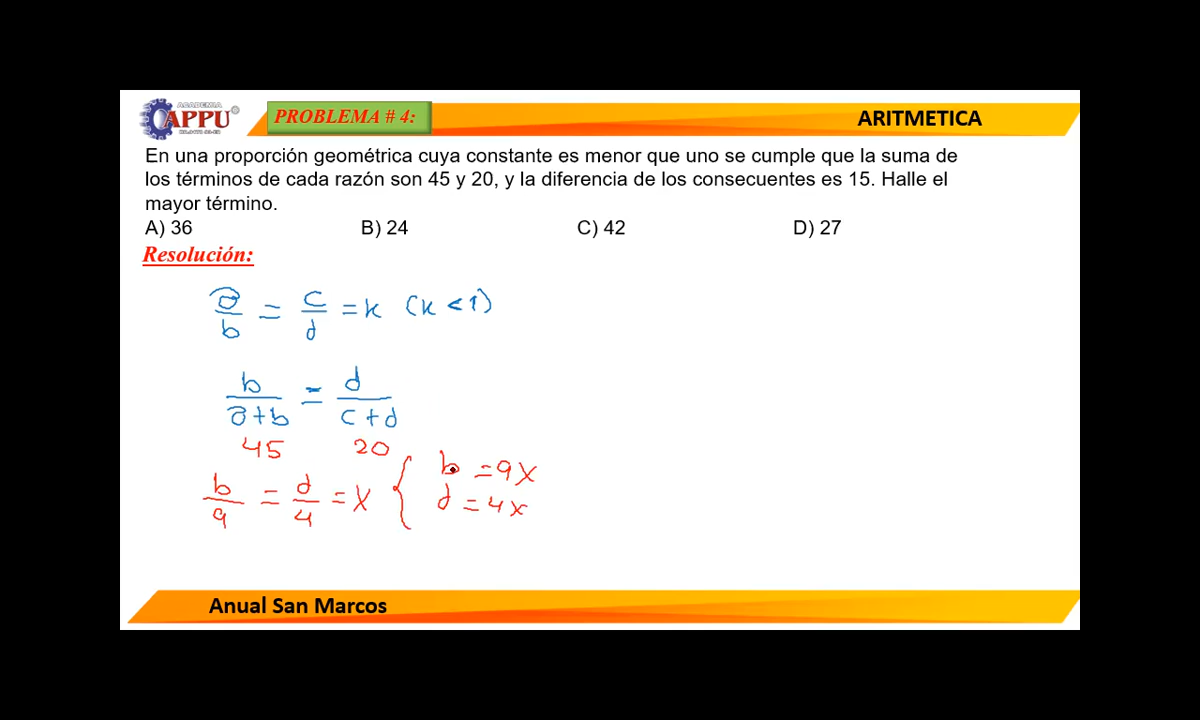 ACADEMIA
APPU
PROBLEMA # 4:
ARITMETICA
En una proporción geométrica cuya constante es menor que uno se cumple que la suma de
los términos de cada razón son 45 y 20, y la diferencia de los consecuentes es 15. Halle el
mayor término.
A) 36 B) 24 C) 42 D) 27
Resolución:
a/b = c/d = k (k < 1)
b/(a+b) = d/(c+d)
45 20
b/9 = d/4 = x { b = 9x
d = 4x
Anual San Marcos